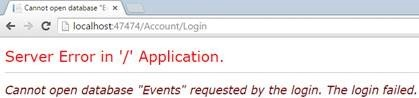 Cannot open database "Eve
localhost:47474/Account/Login
Server Error in '/' Application.
Cannot open database "Events" requested by the login. The login failed